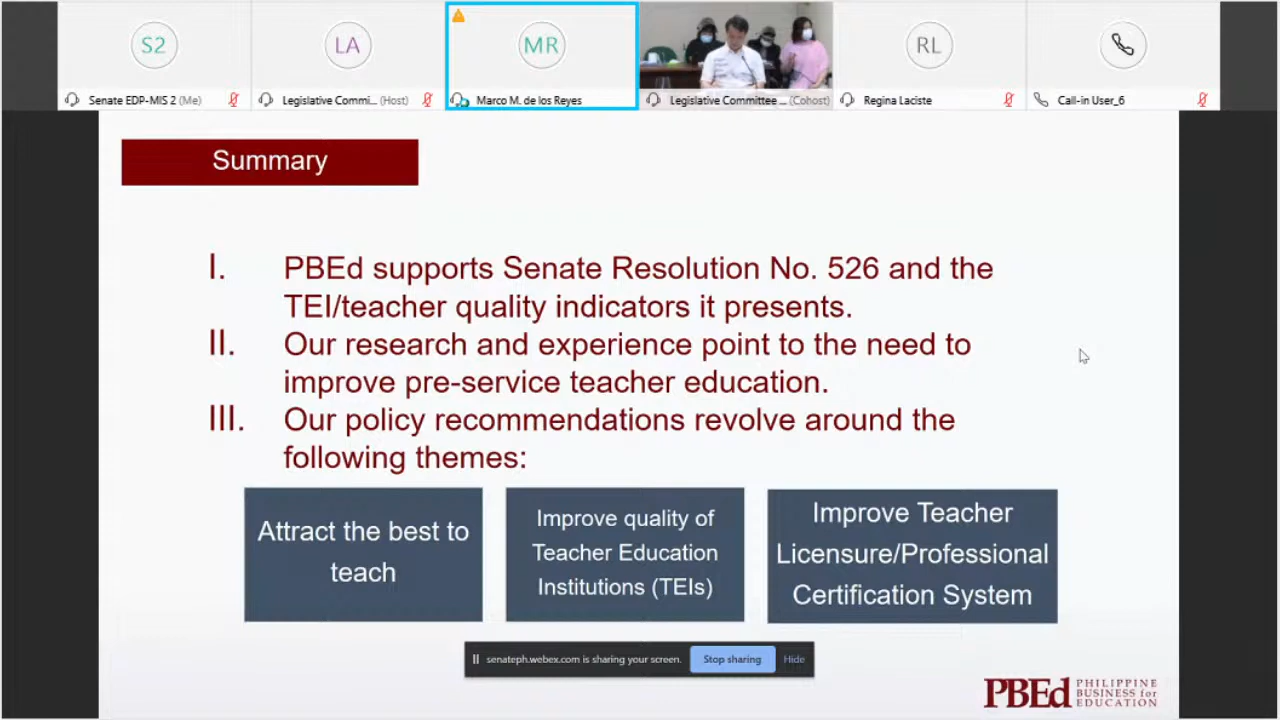 S2
LA
MR
RL
Senate EDP-MIS 2 (Me)
Legislative Commi... (Host)
Marco M. de los Reyes
Legislative Committee ... (Cohost)
Regina Laciste
Call-in User_6
Summary
I. PBEd supports Senate Resolution No. 526 and the
TEI/teacher quality indicators it presents.
II. Our research and experience point to the need to
improve pre-service teacher education.
III. Our policy recommendations revolve around the
following themes:
Attract the best to
teach
Improve quality of
Teacher Education
Institutions (TEIs)
Improve Teacher
Licensure/Professional
Certification System
senateph.webex.com is sharing your screen.
Stop sharing
Hide
PBEd
PHILIPPINE
BUSINESS for
EDUCATION